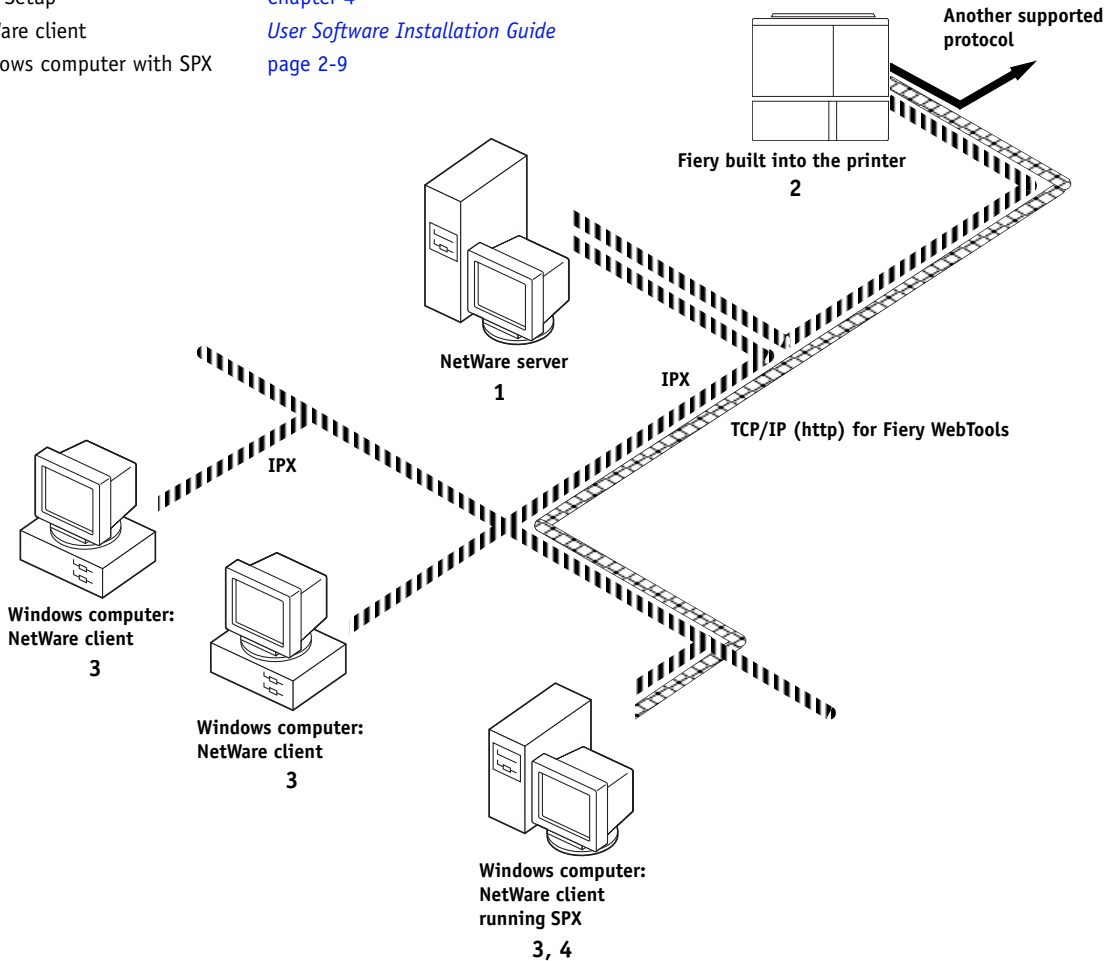 Setup Chapter 4
are client User Software Installation Guide
ows computer with SPX page 2-9
Another supported
protocol
Fiery built into the printer
2
NetWare server
1
IPX
TCP/IP (http) for Fiery WebTools
IPX
Windows computer:
NetWare client
3
Windows computer:
NetWare client
3
Windows computer:
NetWare client
running SPX
3, 4